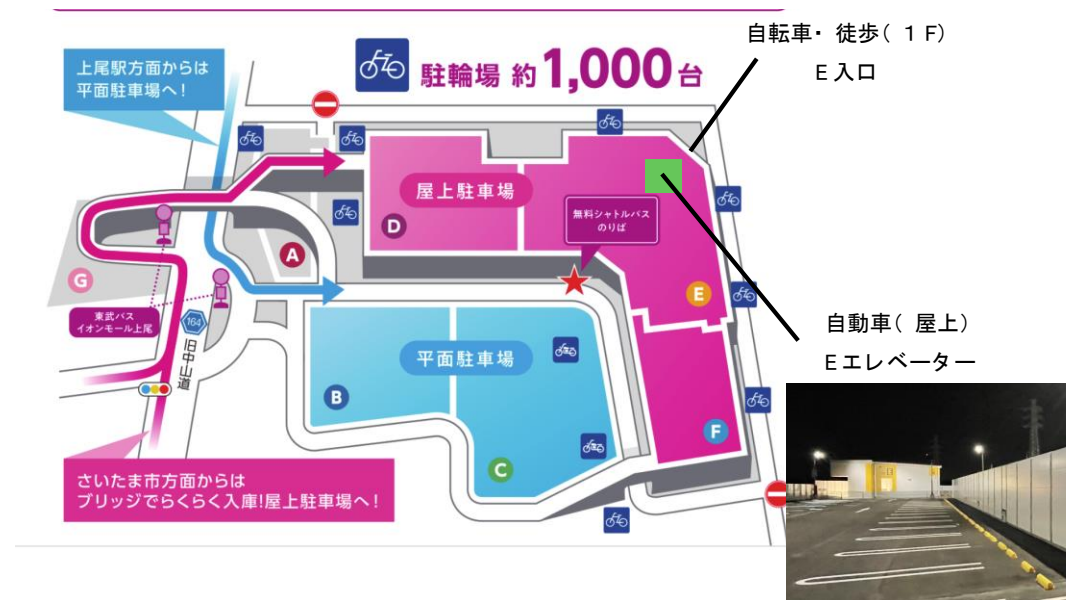 自転車・徒歩(1F)
E入口
上尾駅方面からは
平面駐車場へ!
駐輪場 約1,000台
屋上駐車場
D
無料シャトルバス
のりば
A
G
E
東武バス
イオンモール上尾
164
旧中山道
平面駐車場
B
C
F
自動車(屋上)
Eエレベーター
さいたま市方面からは
ブリッジでらくらく入庫!屋上駐車場へ!